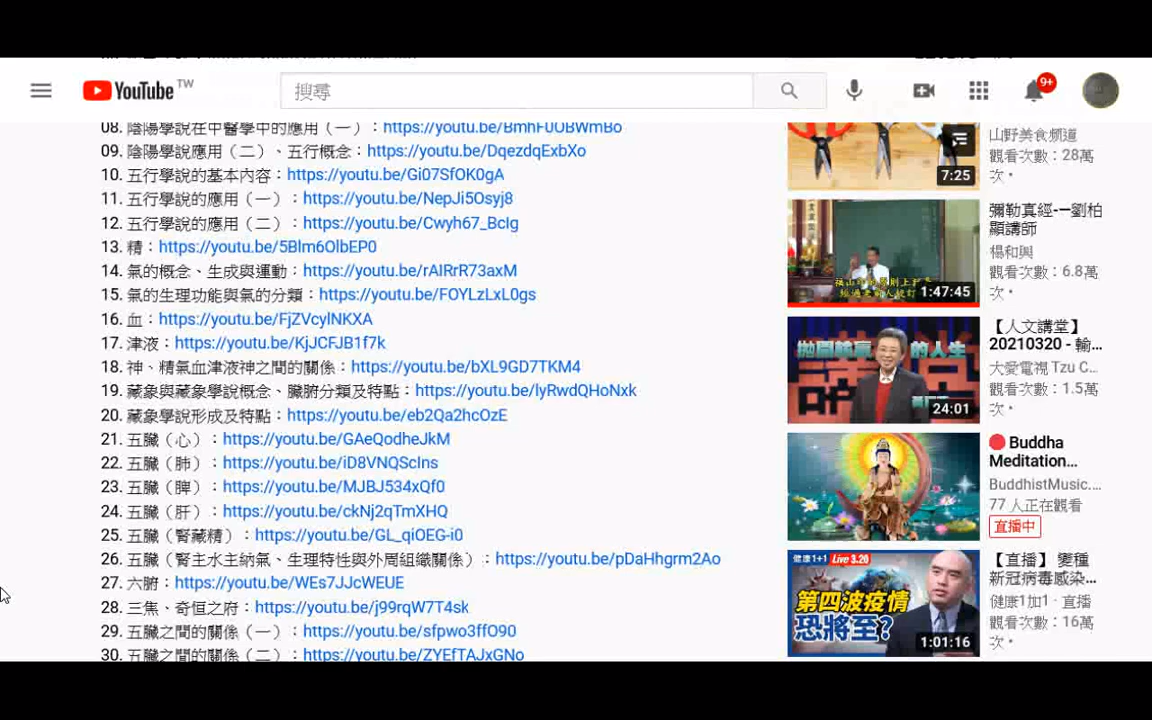 YouTube TW
搜尋
9+
08. 陰陽學說在中醫學中的應用（一）：https://youtu.be/BmhF0OBWmBo
09. 陰陽學說應用（二）、五行概念：https://youtu.be/DqezdqExbXo
10. 五行學說的基本內容：https://youtu.be/Gi07SfOK0gA
11. 五行學說的應用（一）：https://youtu.be/NepJi5Osyj8
12. 五行學說的應用（二）：https://youtu.be/Cwyh67_BcIg
13. 精：https://youtu.be/5Blm6OlbEP0
14. 氣的概念、生成與運動：https://youtu.be/rAIRrR73axM
15. 氣的生理功能與氣的分類：https://youtu.be/FOYLzLxL0gs
16. 血：https://youtu.be/FjZVcylNKXA
17. 津液：https://youtu.be/KjJCFJB1f7k
18. 神、精氣血津液神之間的關係：https://youtu.be/bXL9GD7TKM4
19. 藏象與藏象學說概念、臟腑分類及特點：https://youtu.be/lyRwdQHoNxk
20. 藏象學說形成及特點：https://youtu.be/eb2Qa2hcOzE
21. 五臟（心）：https://youtu.be/GAeQodheJkM
22. 五臟（肺）：https://youtu.be/iD8VNQScIns
23. 五臟（脾）：https://youtu.be/MJBJ534xQf0
24. 五臟（肝）：https://youtu.be/ckNj2qTmXHQ
25. 五臟（腎藏精）：https://youtu.be/GL_qiOEG-i0
26. 五臟（腎主水主納氣、生理特性與外周組織關係）：https://youtu.be/pDaHhgrm2Ao
27. 六腑：https://youtu.be/WEs7JJcWEUE
28. 三焦、奇恒之府：https://youtu.be/j99rqW7T4sk
29. 五臟之間的關係（一）：https://youtu.be/sfpwo3ffO90
30. 五臟之間的關係（二）：https://youtu.be/ZYEfTAJxGNo
7:25
山野美食頻道
觀看次數：28萬
次・
1:47:45
彌勒真經-—劉柏
顯講師
楊和興
觀看次數：6.8萬
次・
的人生
24:01
【人文講堂】
20210320 - 輸...
大愛電視 Tzu C...
觀看次數：1.5萬
次・
Buddha
Meditation...
BuddhistMusic....
77 人正在觀看
直播中
健康1+1 Live 3.20
第四波疫情
恐將至?
1:01:16
【直播】 變種
新冠病毒感染...
健康1加1 · 直播
觀看次數：16萬
次・